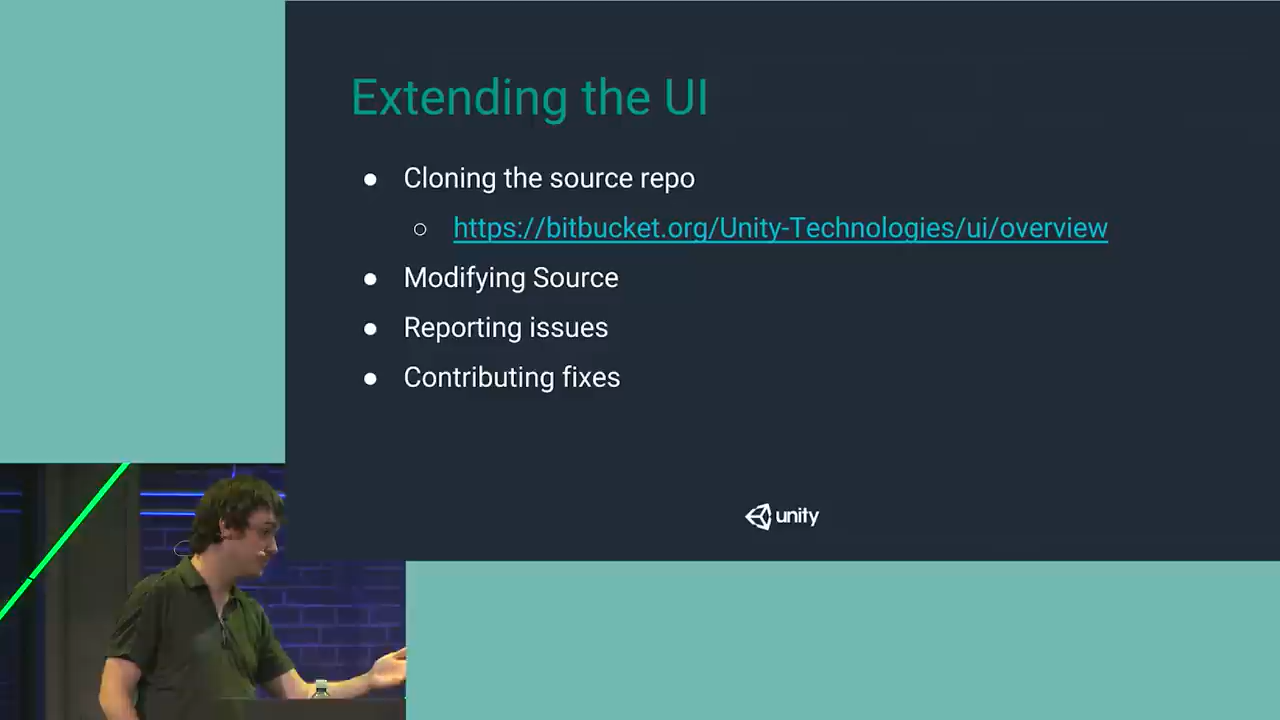 Extending the UI
Cloning the source repo
https://bitbucket.org/Unity-Technologies/ui/overview
Modifying Source
Reporting issues
Contributing fixes
unity